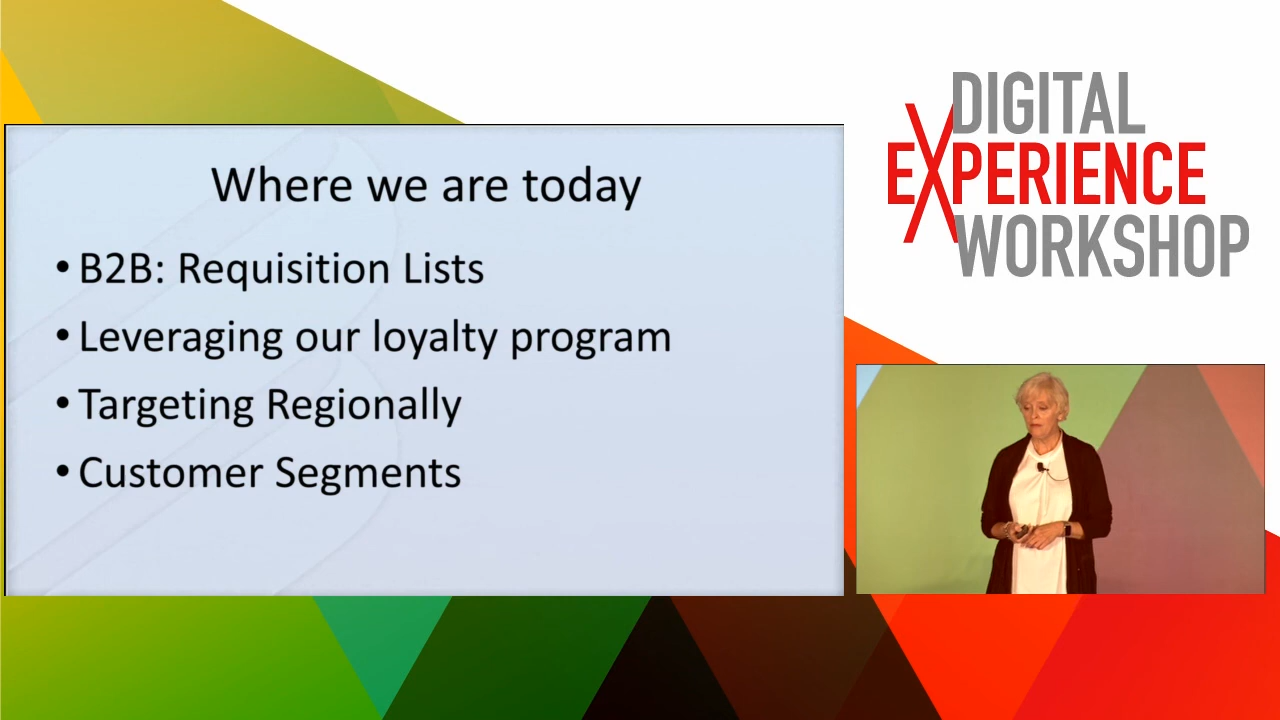 Where we are today
• B2B: Requisition Lists
• Leveraging our loyalty program
• Targeting Regionally
• Customer Segments
DIGITAL
EXPERIENCE
WORKSHOP